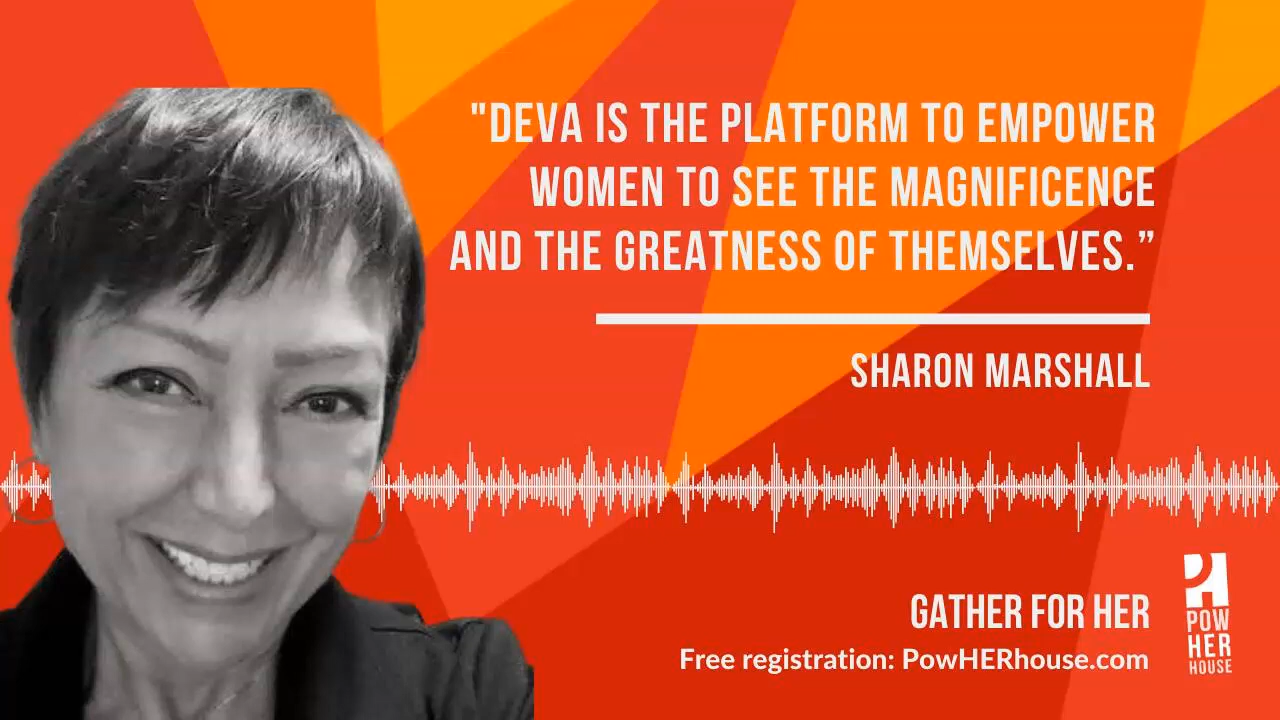 "DEVA IS THE PLATFORM TO EMPOWER
WOMEN TO SEE THE MAGNIFICENCE
AND THE GREATNESS OF THEMSELVES.”
SHARON MARSHALL
GATHER FOR HER
Free registration: PowHERhouse.com
POW
HER
HOUSE